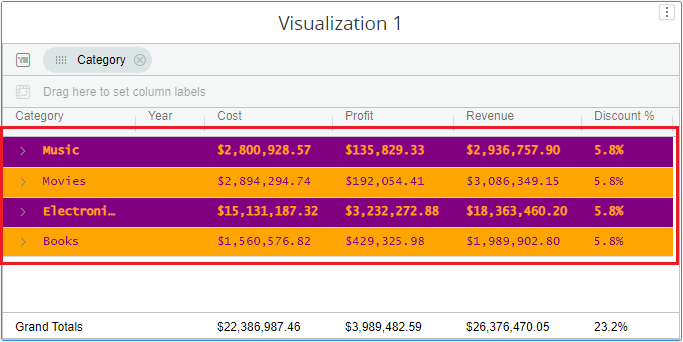 Visualization 1
Category
Drag here to set column labels
Category Year Cost Profit Revenue Discount %
Music $2,800,928.57 $135,829.33 $2,936,757.90 5.8%
Movies $2,894,294.74 $192,054.41 $3,086,349.15 5.8%
Electroni… $15,131,187.32 $3,232,272.88 $18,363,460.20 5.8%
Books $1,560,576.82 $429,325.98 $1,989,902.80 5.8%
Grand Totals $22,386,987.46 $3,989,482.59 $26,376,470.05 23.2%